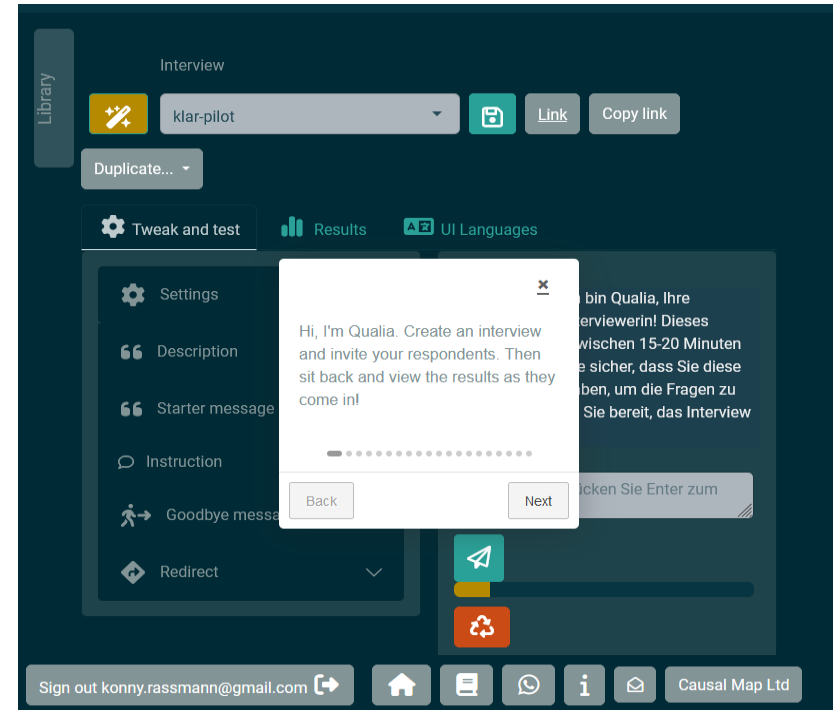 Library
Interview
klar-pilot
Link
Copy link
Duplicate...
Tweak and test
Results
UI Languages
Settings
Description
Starter message
Instruction
Goodbye messa
Redirect
Hi, I'm Qualia. Create an interview
and invite your respondents. Then
sit back and view the results as they
come in!
Back
Next
bin Qualia, Ihre
terviewerin! Dieses
wischen 15-20 Minuten
e sicher, dass Sie diese
ben, um die Fragen zu
Sie bereit, das Interview
ücken Sie Enter zum
Sign out konny.rassmann@gmail.com
Causal Map Ltd